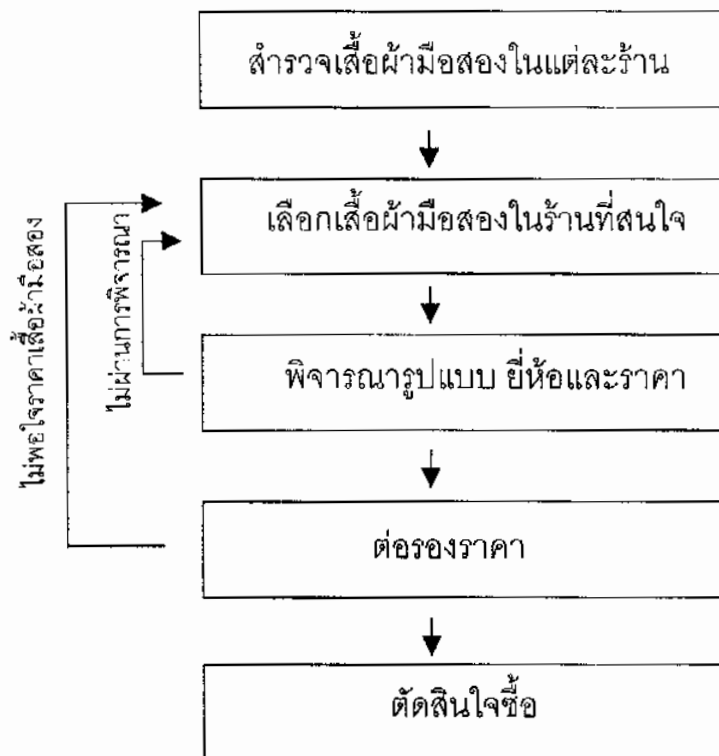 สำรวจเสื้อผ้ามือสองในแต่ละร้าน
เลือกเสื้อผ้ามือสองในร้านที่สนใจ
พิจารณารูปแบบ ยี่ห้อและราคา
ต่อรองราคา
ตัดสินใจซื้อ
ไม่พอใจราคาเสื้อผ้ามือสอง
ไม่ผ่านการพิจารณา